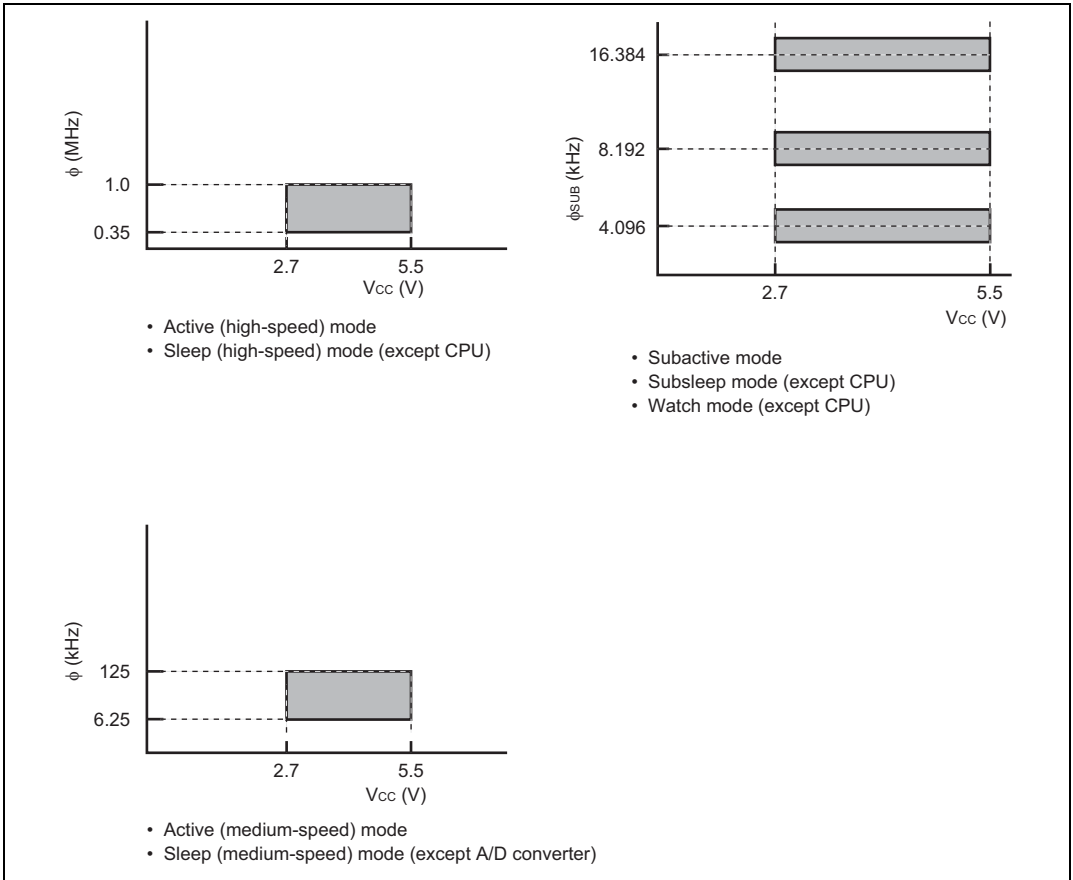 φ (MHz)
1.0
0.35
2.7
5.5
Vcc (V)
• Active (high-speed) mode
• Sleep (high-speed) mode (except CPU)
φSUB (kHz)
16.384
8.192
4.096
2.7
5.5
Vcc (V)
• Subactive mode
• Subsleep mode (except CPU)
• Watch mode (except CPU)
φ (kHz)
125
6.25
2.7
5.5
Vcc (V)
• Active (medium-speed) mode
• Sleep (medium-speed) mode (except A/D converter)